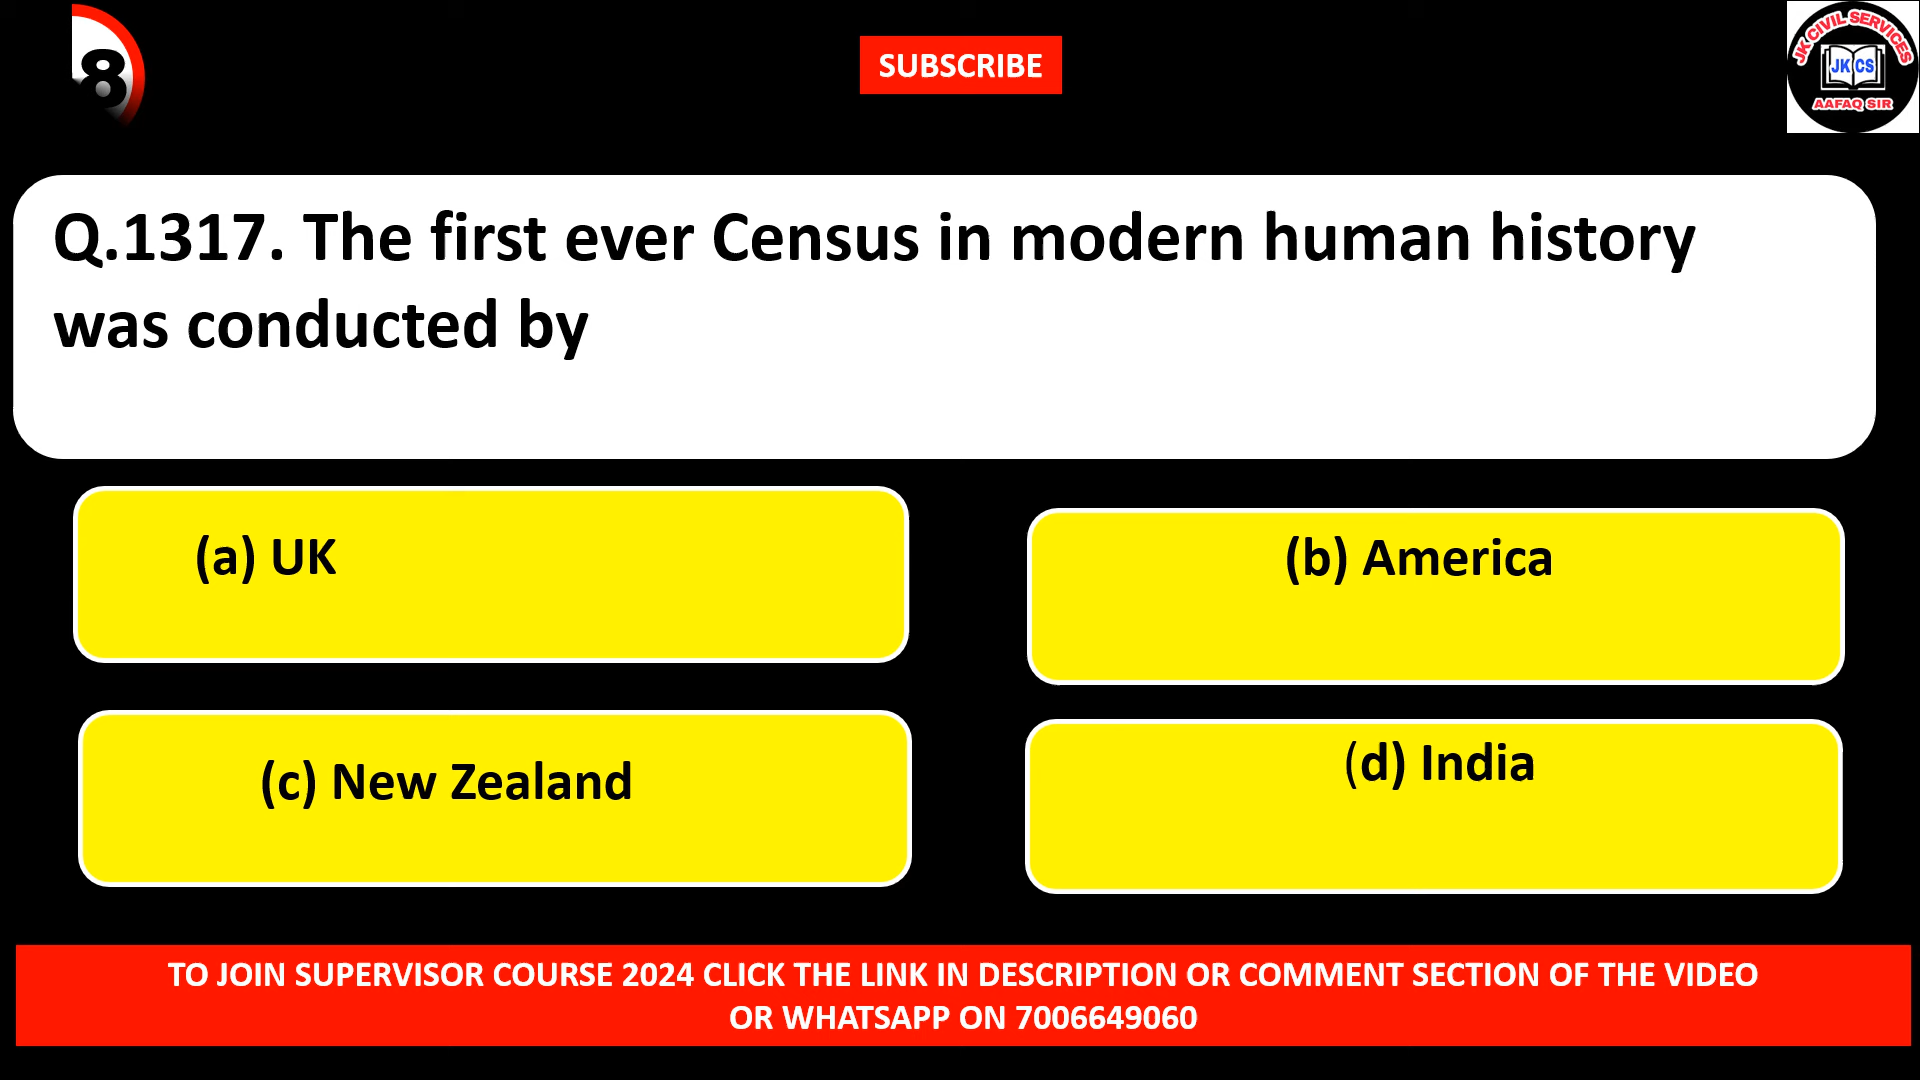 8
SUBSCRIBE
JK CIVIL SERVICES
JK CS
AAFAQ SIR
Q.1317. The first ever Census in modern human history
was conducted by
(a) UK
(b) America
(c) New Zealand
(d) India
TO JOIN SUPERVISOR COURSE 2024 CLICK THE LINK IN DESCRIPTION OR COMMENT SECTION OF THE VIDEO
OR WHATSAPP ON 7006649060